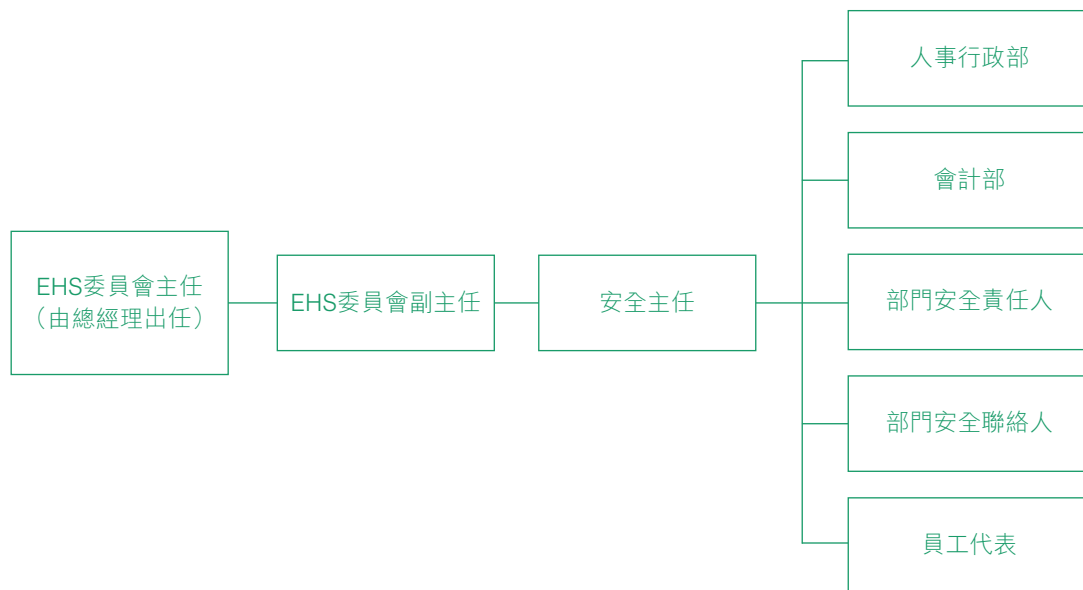 EHS委員會主任
（由總經理出任）
EHS委員會副主任
安全主任
人事行政部
會計部
部門安全責任人
部門安全聯絡人
員工代表